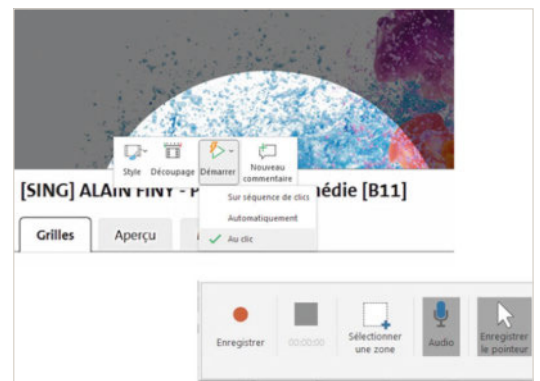 Style Découpage Démarrer Nouveau
commentaire
[SING] ALAIN FINY - P médie [B11]
Sur séquence de clics
Automatiquement
Au clic
Grilles Aperçu
Enregistrer 00:00:00 Sélectionner
une zone Audio Enregistrer
le pointeur